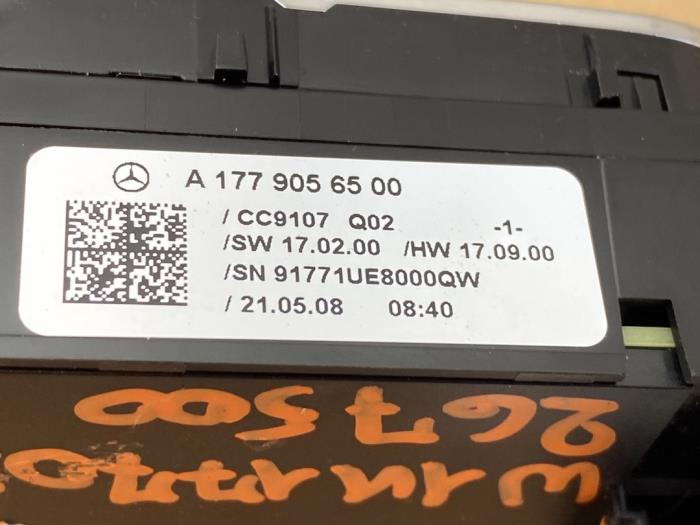 A 177 905 65 00
/ CC9107 Q02 -1-
/SW 17.02.00 /HW 17.09.00
/SN 91771UE8000QW
/ 21.05.08 08:40
267500